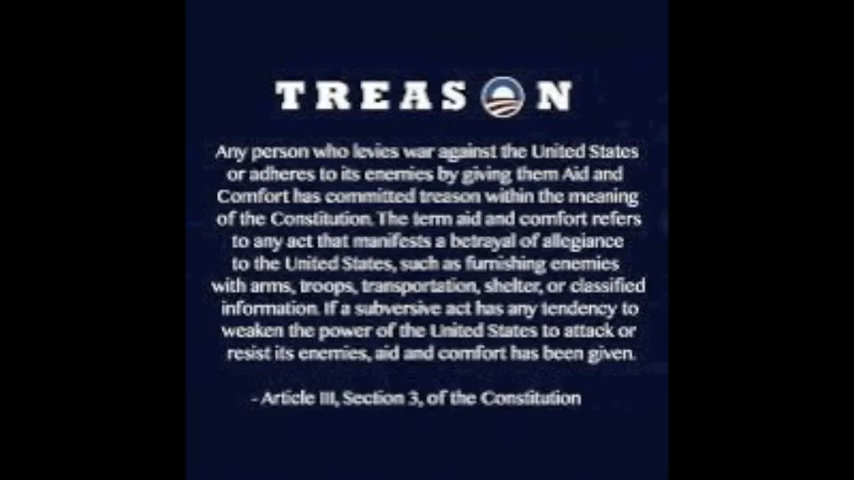 TREASON
Any person who levies war against the United States
or adheres to its enemies by giving them Aid and
Comfort has committed treason within the meaning
of the Constitution. The term aid and comfort refers
to any act that manifests a betrayal of allegiance
to the United States, such as furnishing enemies
with arms, troops, transportation, shelter, or classified
information. If a subversive act has any tendency to
weaken the power of the United States to attack or
resist its enemies, aid and comfort has been given.
- Article III, Section 3, of the Constitution